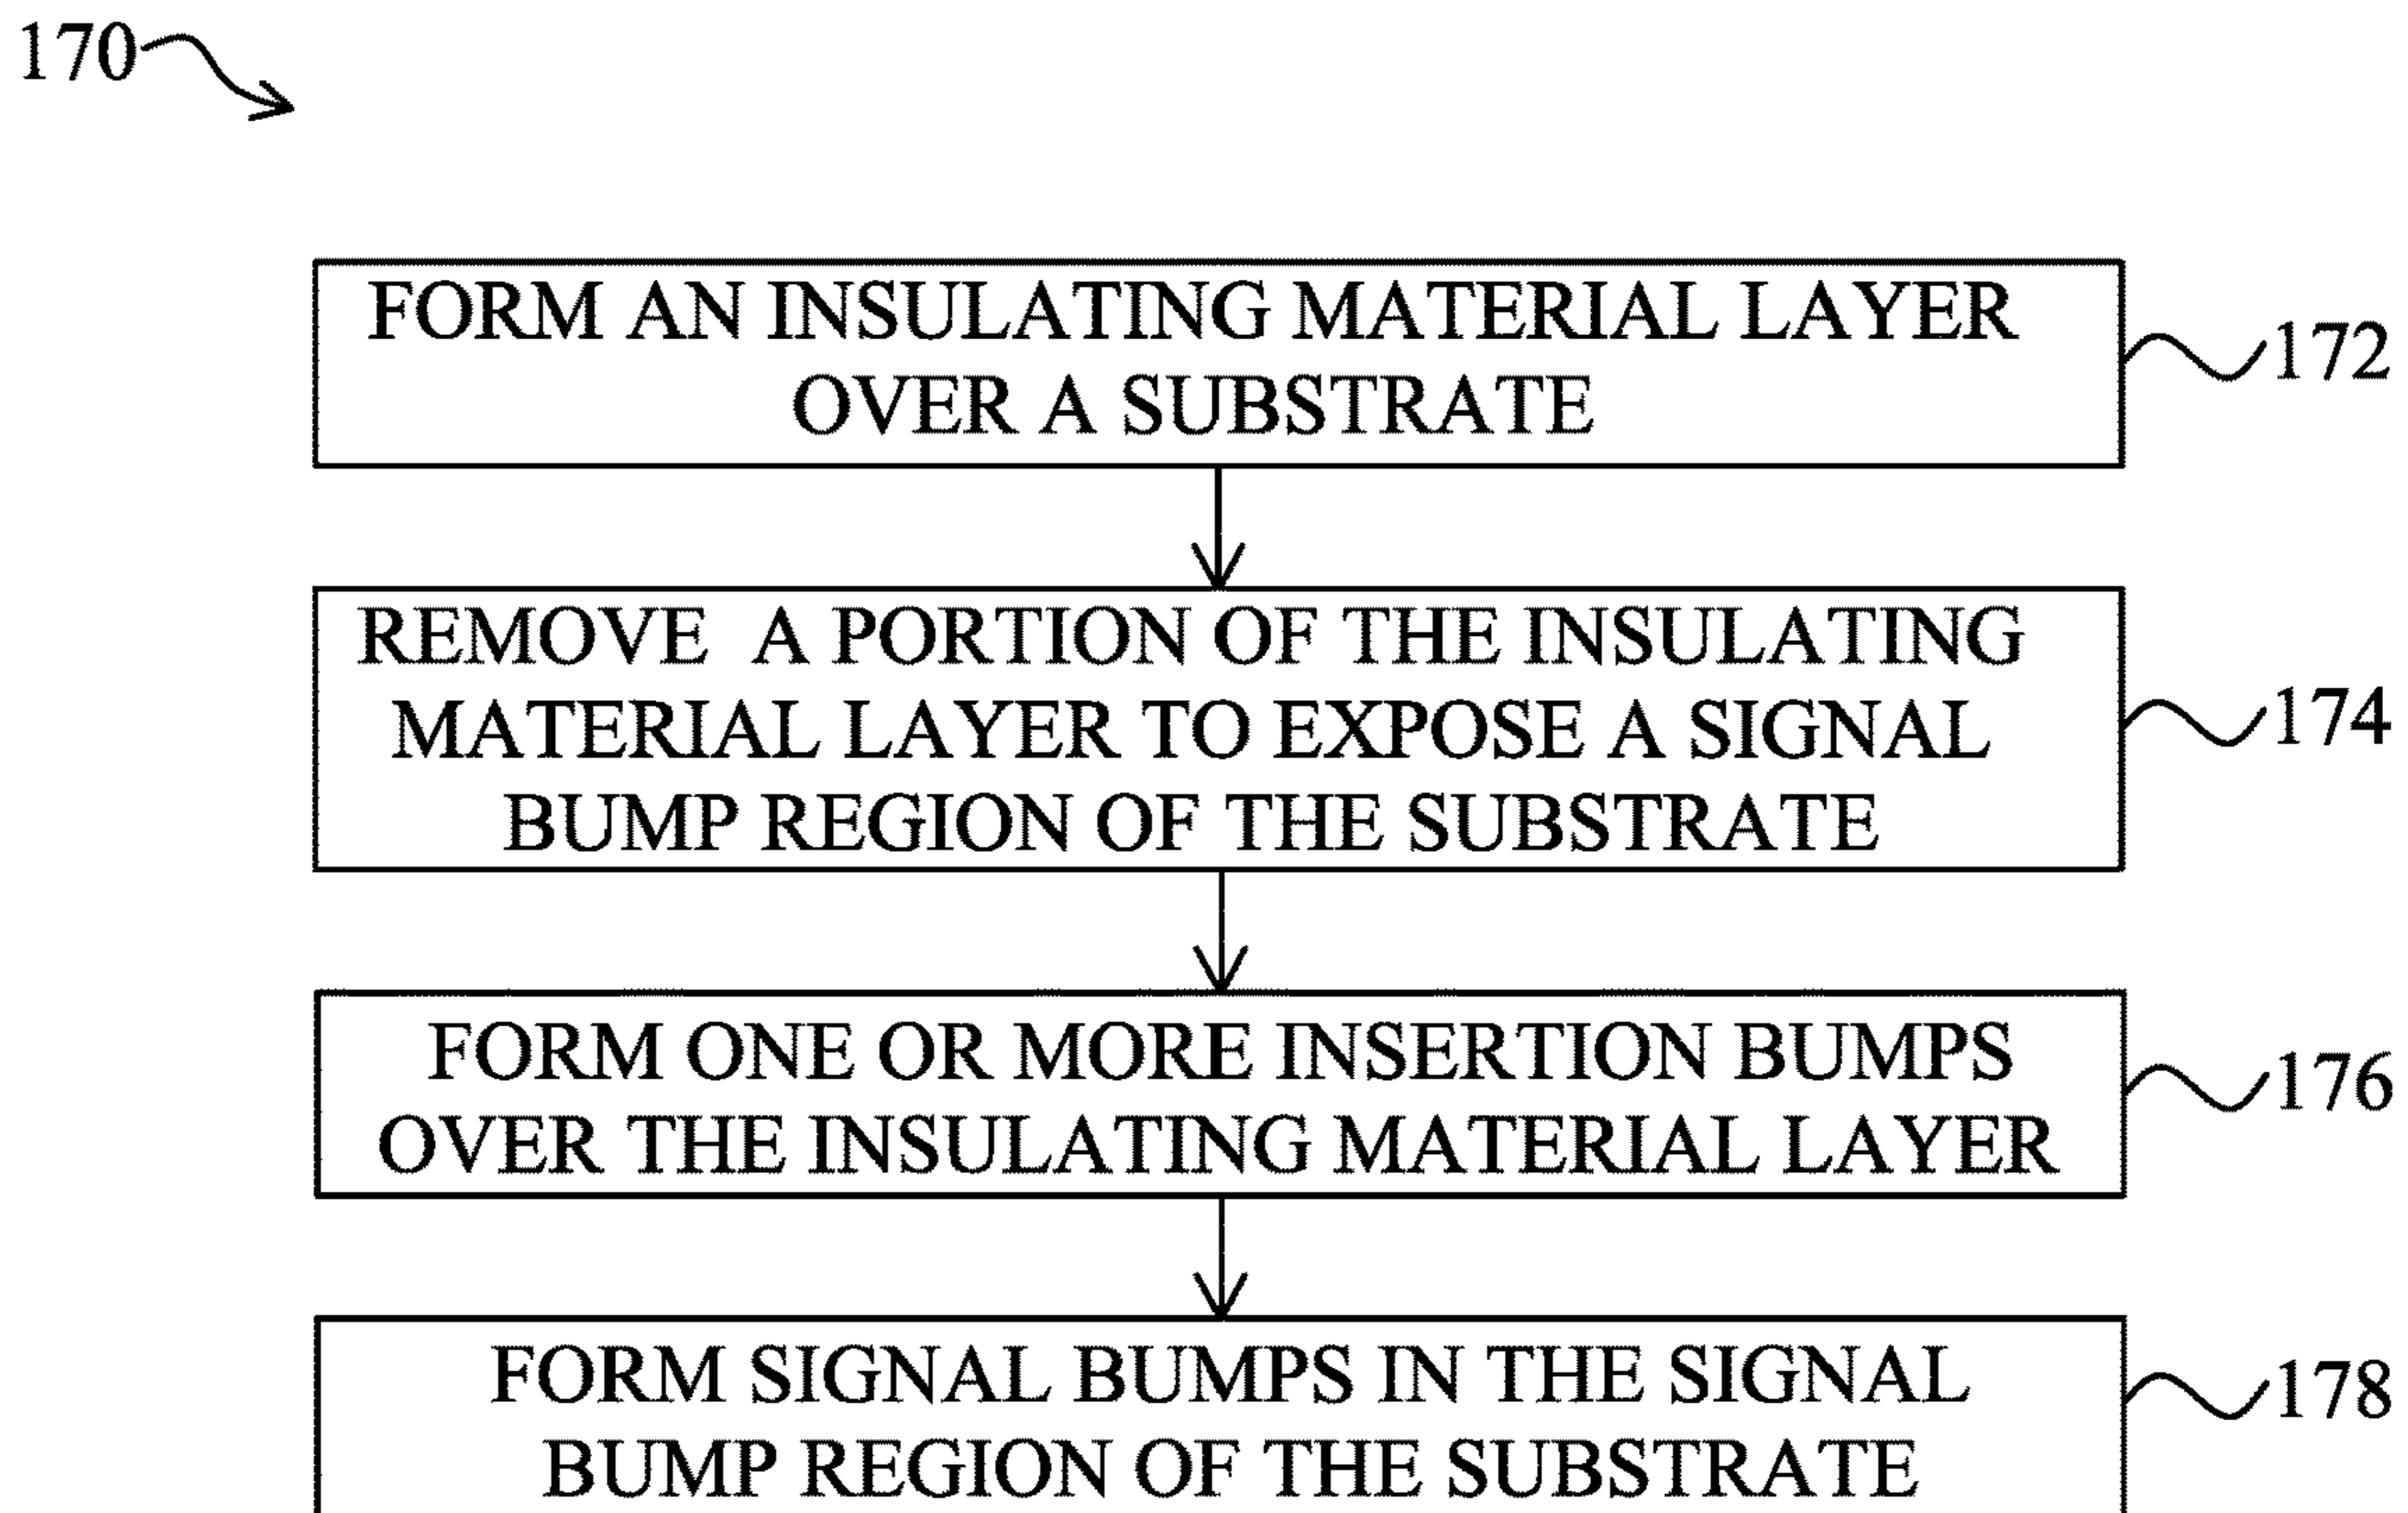 170
FORM AN INSULATING MATERIAL LAYER
OVER A SUBSTRATE
172
REMOVE A PORTION OF THE INSULATING
MATERIAL LAYER TO EXPOSE A SIGNAL
BUMP REGION OF THE SUBSTRATE
174
FORM ONE OR MORE INSERTION BUMPS
OVER THE INSULATING MATERIAL LAYER
176
FORM SIGNAL BUMPS IN THE SIGNAL
BUMP REGION OF THE SUBSTRATE
178